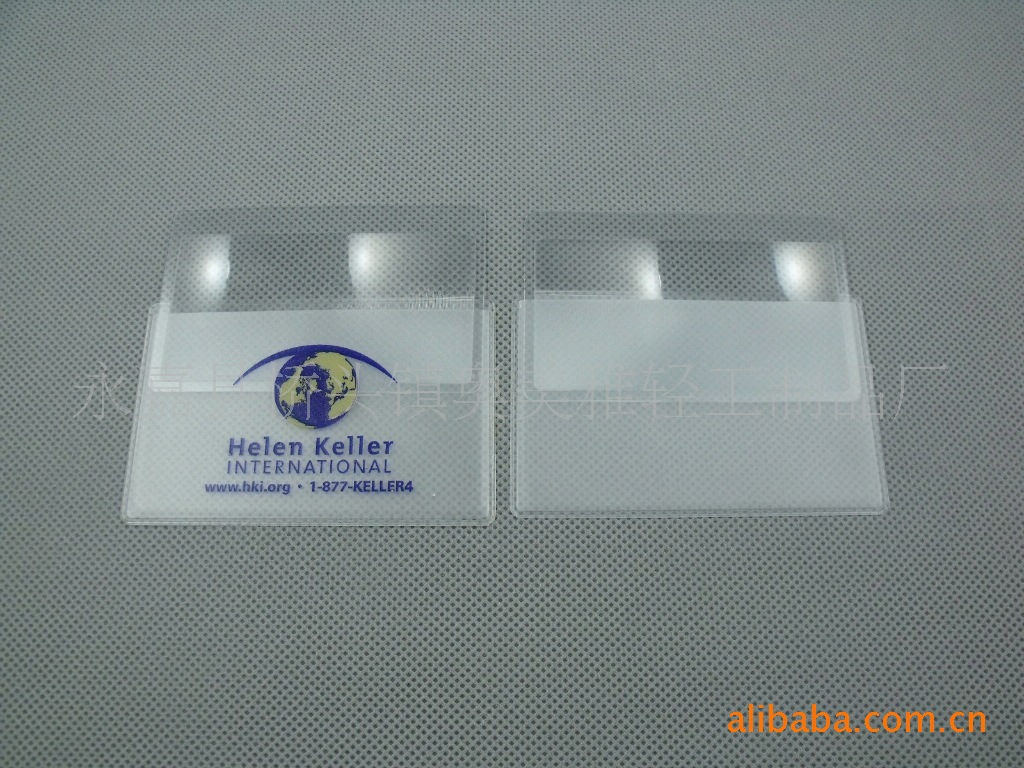 Helen Keller
INTERNATIONAL
www.hki.org • 1-877-KELLER4
alibaba.com.cn